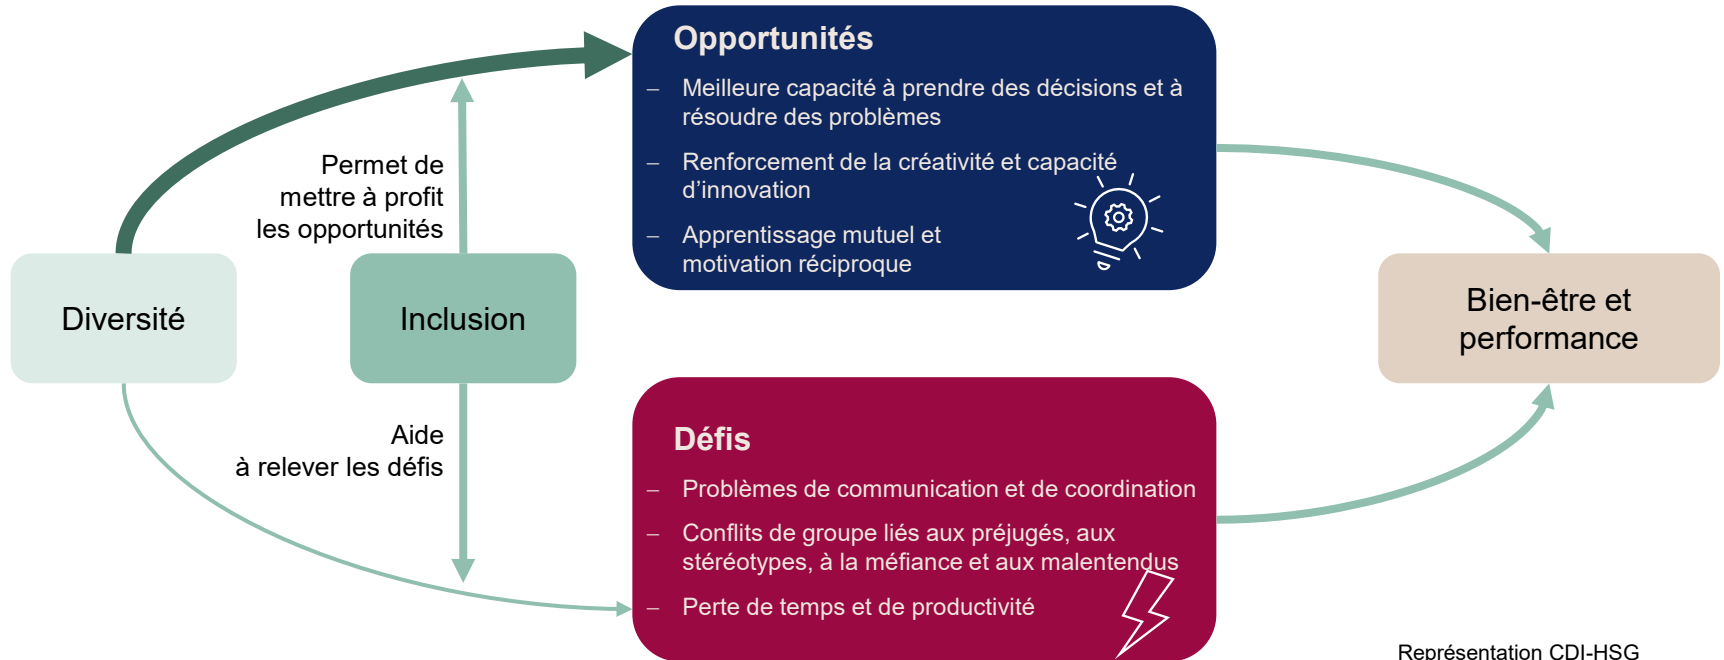 Opportunités
– Meilleure capacité à prendre des décisions et à
résoudre des problèmes
– Renforcement de la créativité et capacité
d’innovation
– Apprentissage mutuel et
motivation réciproque
Permet de
mettre à profit
les opportunités
Diversité
Inclusion
Bien-être et
performance
Aide
à relever les défis
Défis
– Problèmes de communication et de coordination
– Conflits de groupe liés aux préjugés, aux
stéréotypes, à la méfiance et aux malentendus
– Perte de temps et de productivité
Représentation CDI-HSG